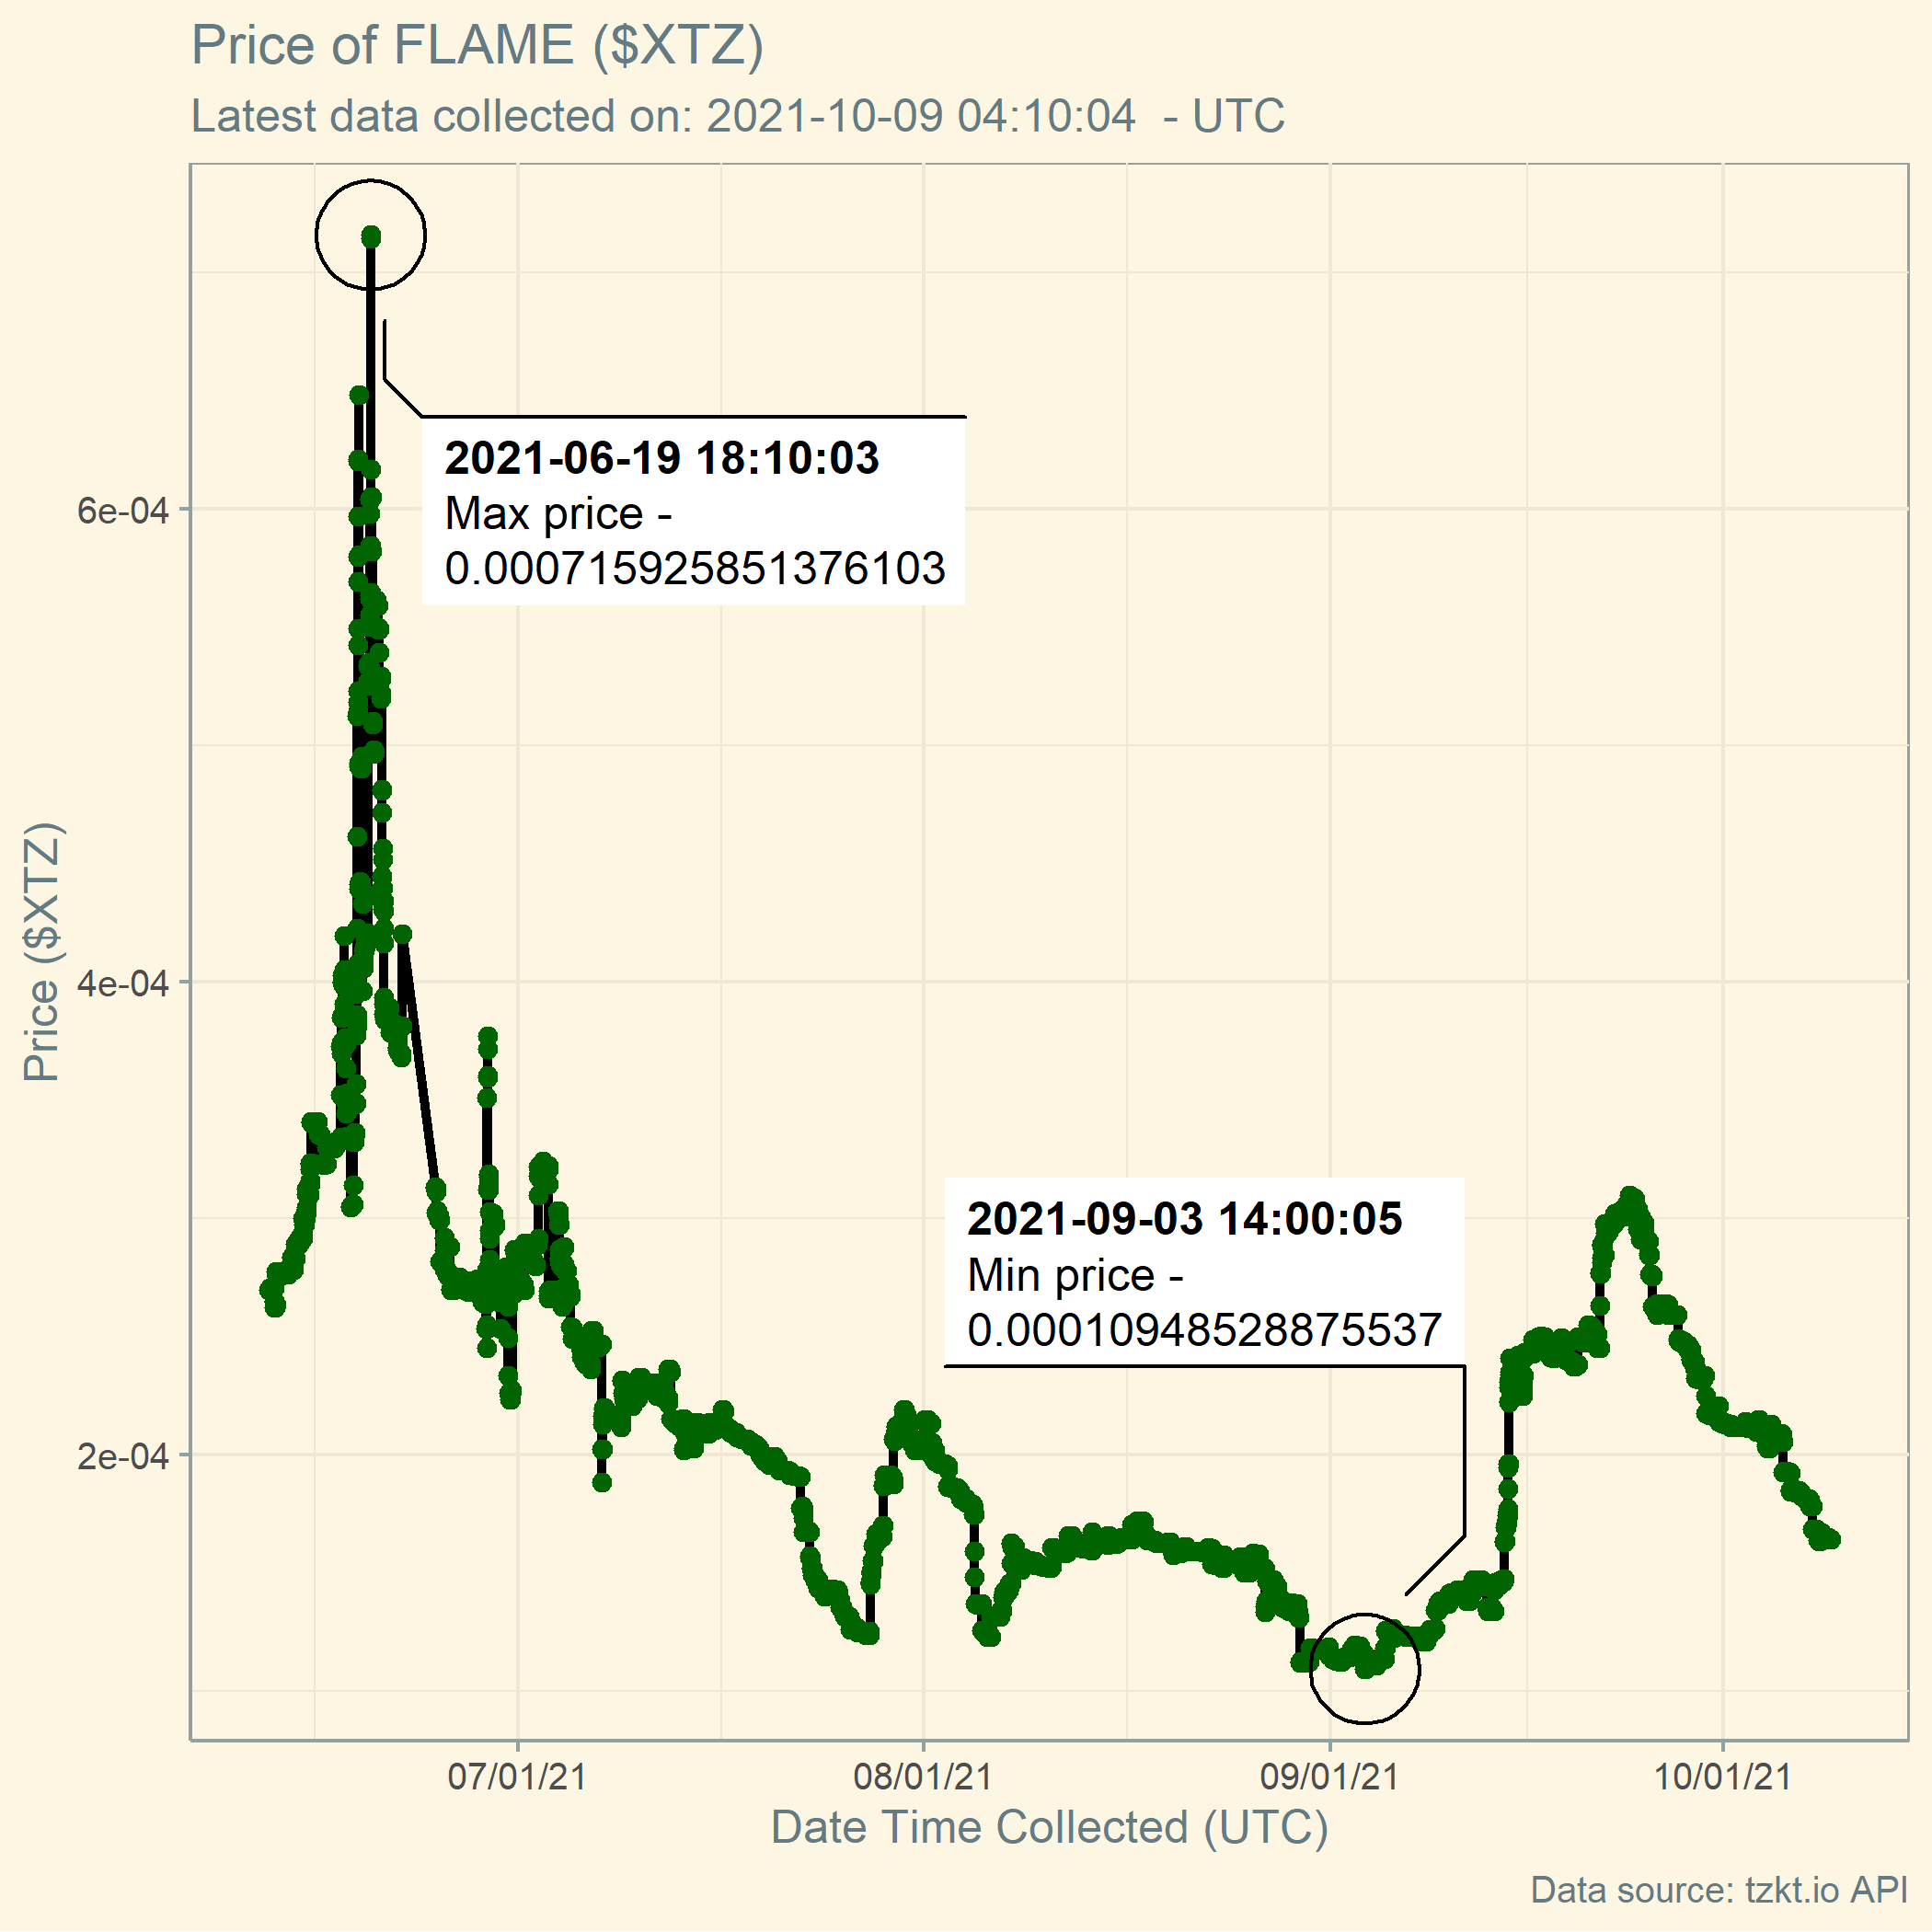 Price of FLAME ($XTZ)
Latest data collected on: 2021-10-09 04:10:04 - UTC
2021-06-19 18:10:03
Max price -
0.000715925851376103
6e-04
Price ($XTZ)
4e-04
2021-09-03 14:00:05
Min price -
0.00010948528875537
2e-04
07/01/21
08/01/21
09/01/21
10/01/21
Date Time Collected (UTC)
Data source: tzkt.io API